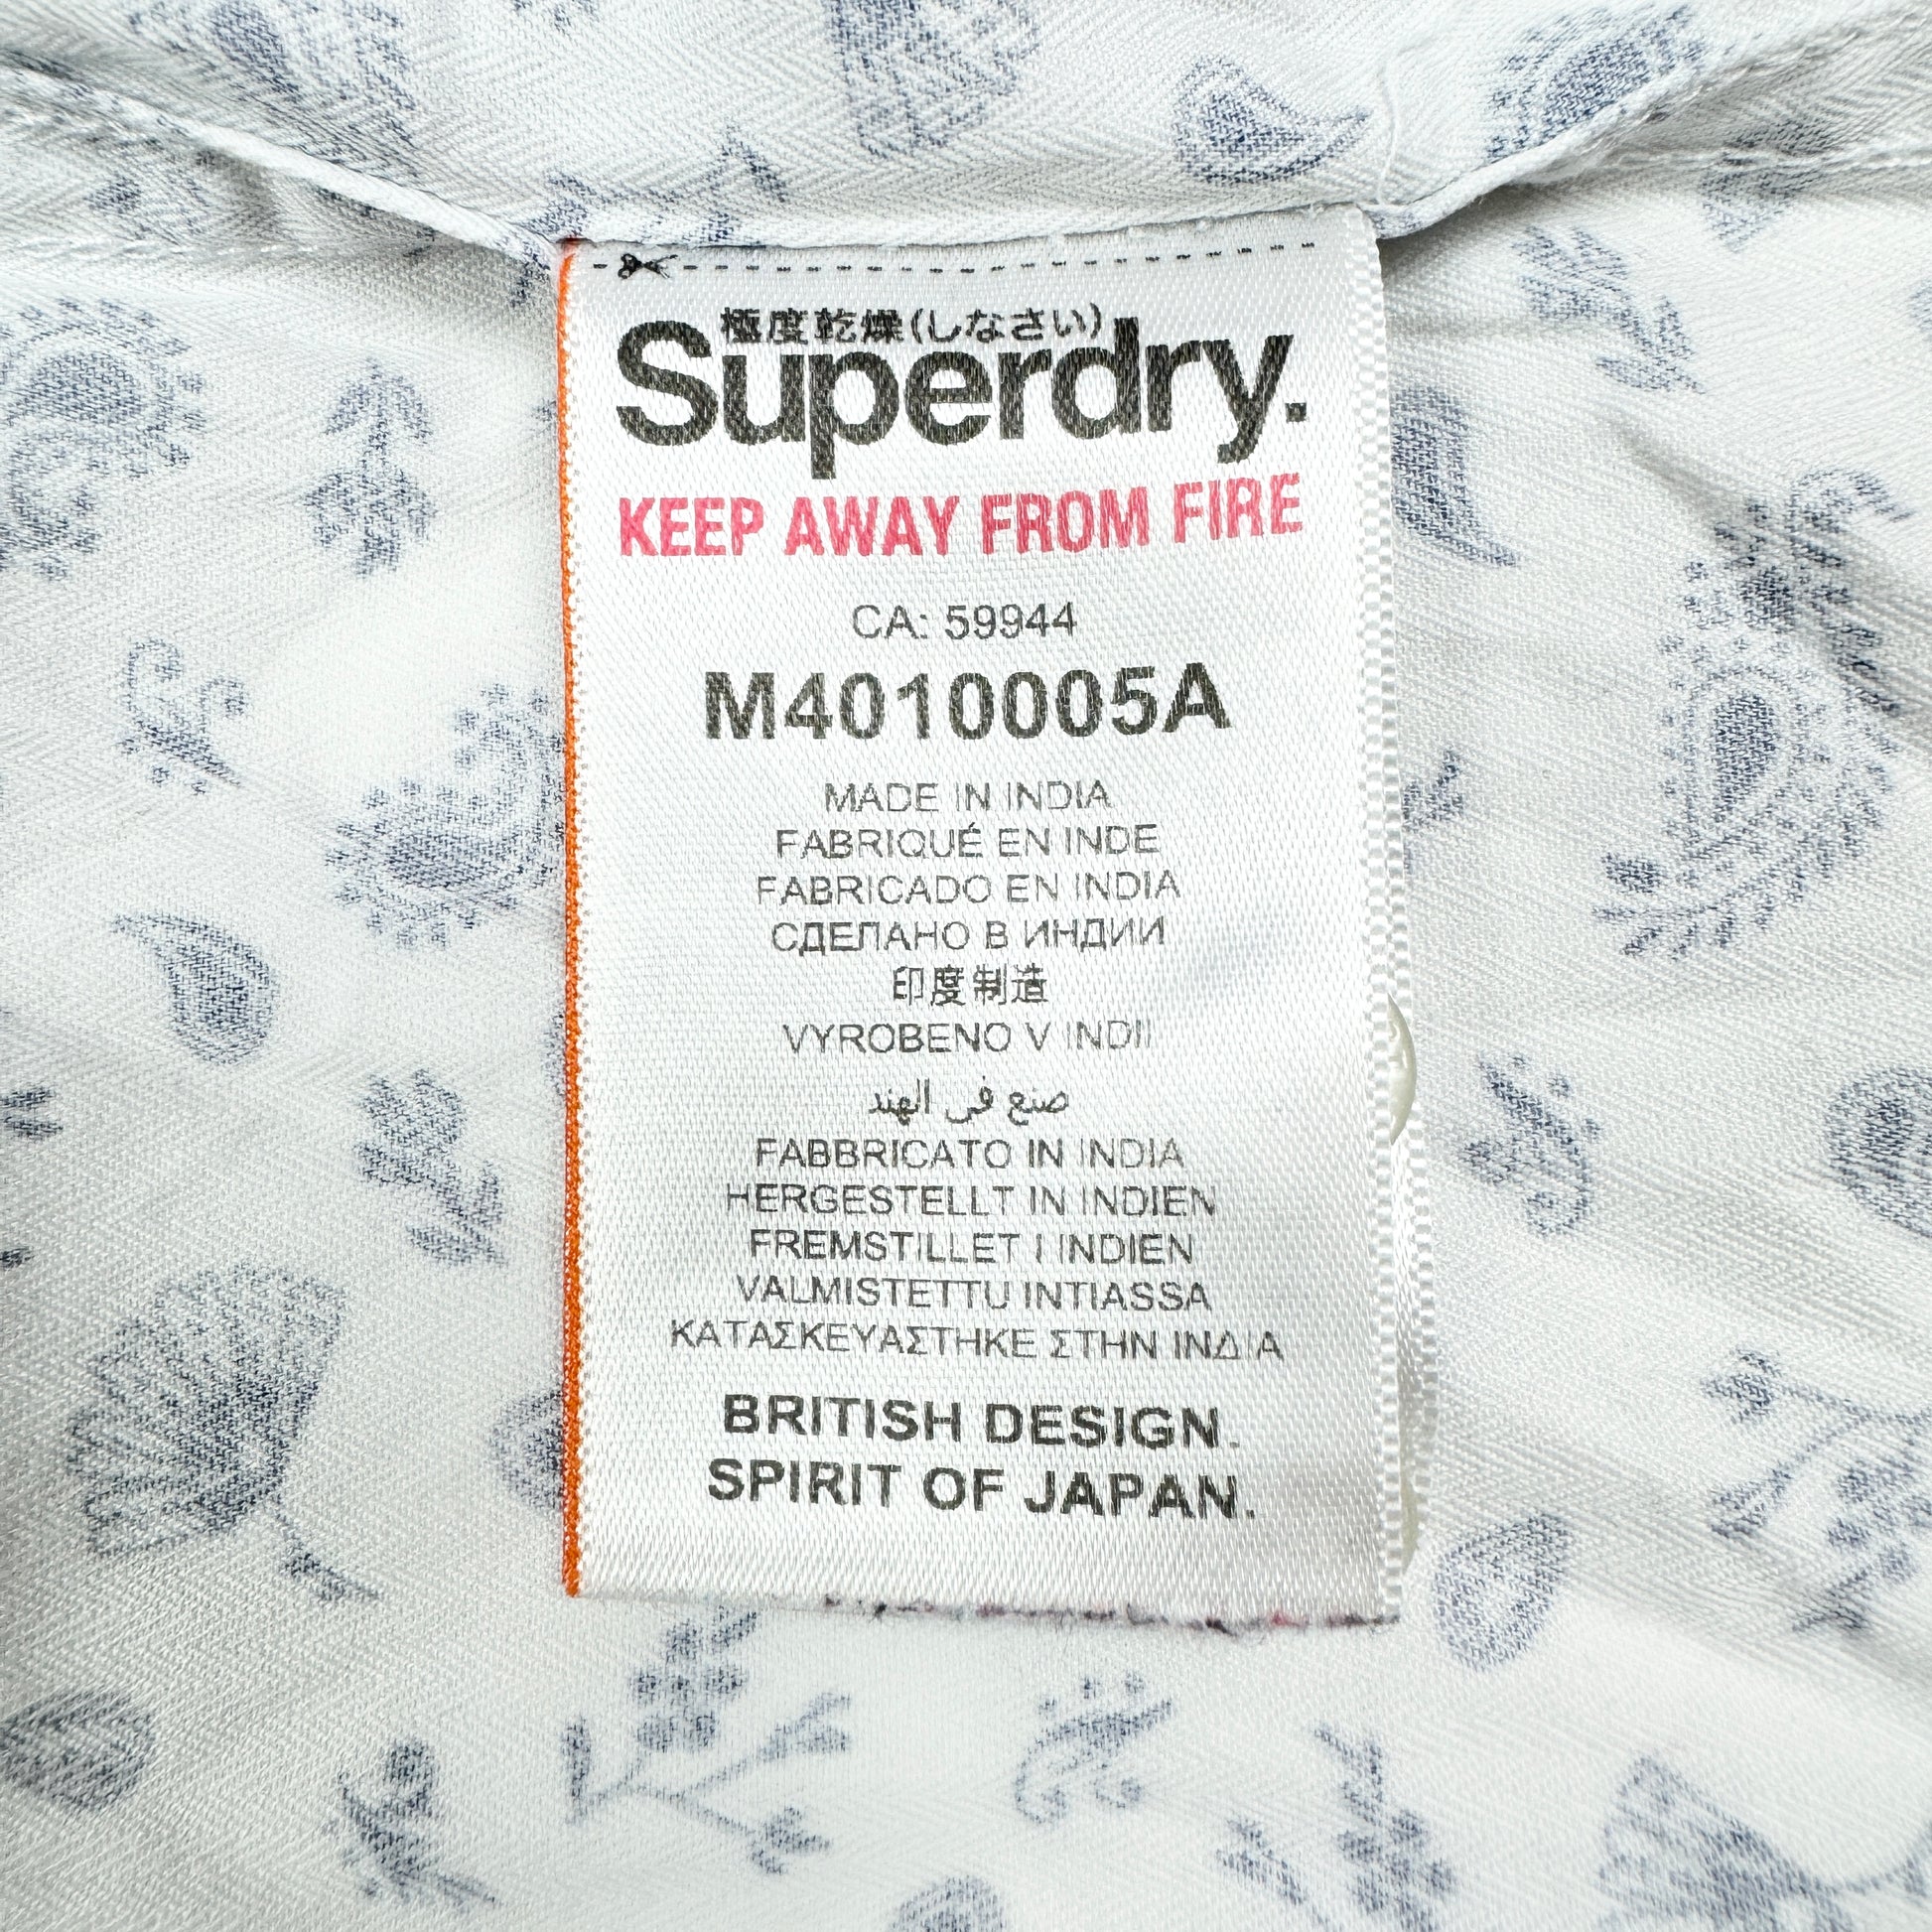 極度乾燥(しなさい)
Superdry.
KEEP AWAY FROM FIRE
CA: 59944
M4010005A
MADE IN INDIA
FABRIQUÉ EN INDE
FABRICADO EN INDIA
СДЕЛАНО В ИНДИИ
印度制造
VYROBENO V INDII
صنع في الهند
FABBRICATO IN INDIA
HERGESTELLT IN INDIEN
FREMSTILLET I INDIEN
VALMISTETTU INTIASSA
ΚΑΤΑΣΚΕΥΑΣΤΗΚΕ ΣΤΗΝ ΙΝΔΙΑ
BRITISH DESIGN.
SPIRIT OF JAPAN.